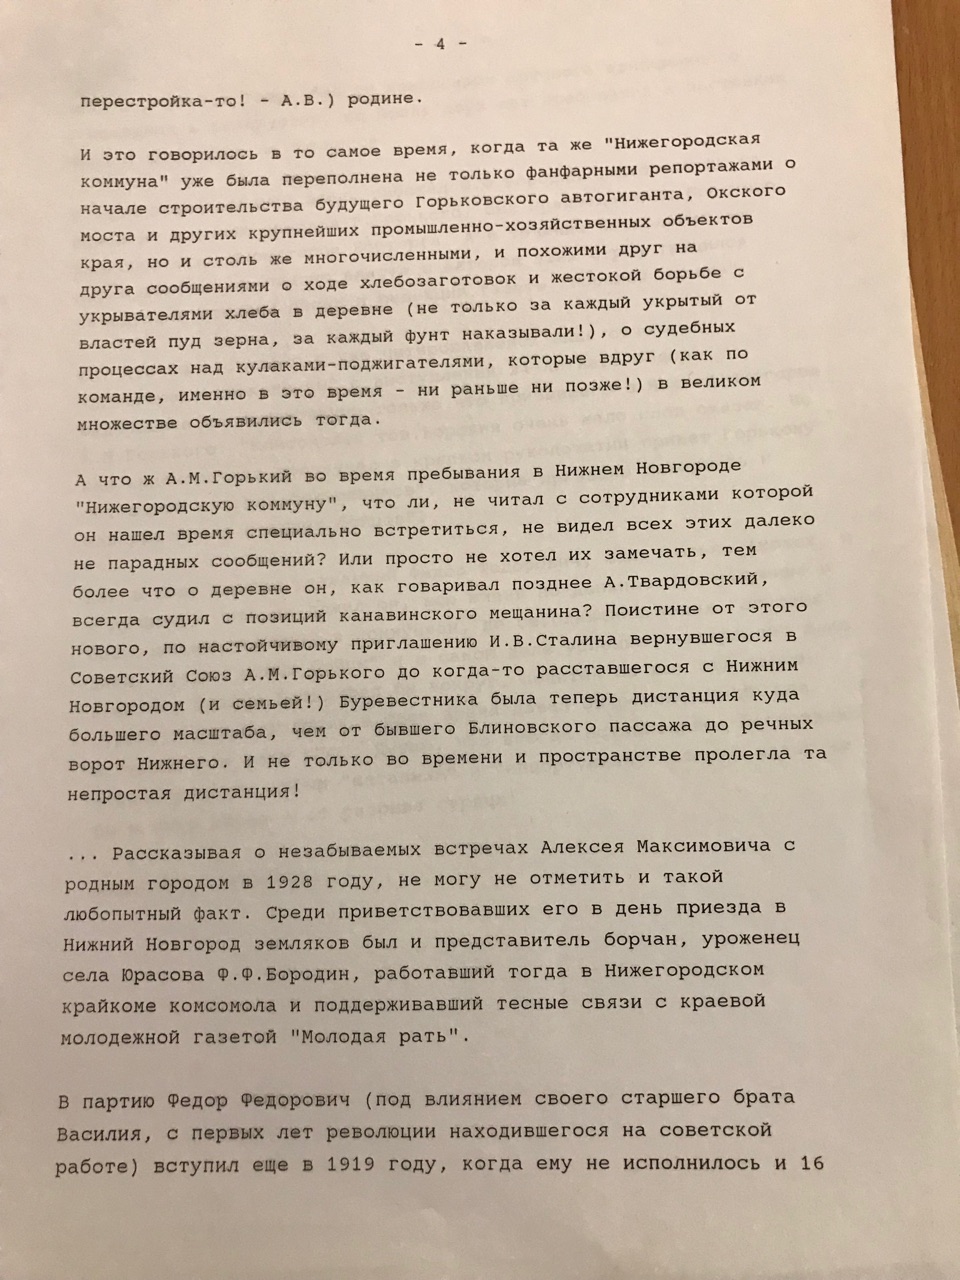 - 4 -
перестройка-то! - А.В.) родине.
И это говорилось в то самое время, когда та же "Нижегородская
коммуна" уже была переполнена не только фанфарными репортажами о
начале строительства будущего Горьковского автогиганта, Окского
моста и других крупнейших промышленно-хозяйственных объектов
края, но и столь же многочисленными, и похожими друг на
друга сообщениями о ходе хлебозаготовок и жестокой борьбе с
укрывателями хлеба в деревне (не только за каждый укрытый от
властей пуд зерна, за каждый фунт наказывали!), о судебных
процессах над кулаками-поджигателями, которые вдруг (как по
команде, именно в это время - ни раньше ни позже!) в великом
множестве объявились тогда.
А что ж А.М.Горький во время пребывания в Нижнем Новгороде
"Нижегородскую коммуну", что ли, не читал с сотрудниками которой
он нашел время специально встретиться, не видел всех этих далеко
не парадных сообщений? Или просто не хотел их замечать, тем
более что о деревне он, как говаривал позднее А.Твардовский,
всегда судил с позиций канавинского мещанина? Поистине от этого
нового, по настойчивому приглашению И.В.Сталина вернувшегося в
Советский Союз А.М.Горького до когда-то расставшегося с Нижним
Новгородом (и семьей!) Буревестника была теперь дистанция куда
большего масштаба, чем от бывшего Блиновского пассажа до речных
ворот Нижнего. И не только во времени и пространстве пролегла та
непростая дистанция!
... Рассказывая о незабываемых встречах Алексея Максимовича с
родным городом в 1928 году, не могу не отметить и такой
любопытный факт. Среди приветствовавших его в день приезда в
Нижний Новгород земляков был и представитель борчан, уроженец
села Юрасова Ф.Ф.Бородин, работавший тогда в Нижегородском
крайкоме комсомола и поддерживавший тесные связи с краевой
молодежной газетой "Молодая рать".
В партию Федор Федорович (под влиянием своего старшего брата
Василия, с первых лет революции находившегося на советской
работе) вступил еще в 1919 году, когда ему не исполнилось и 16